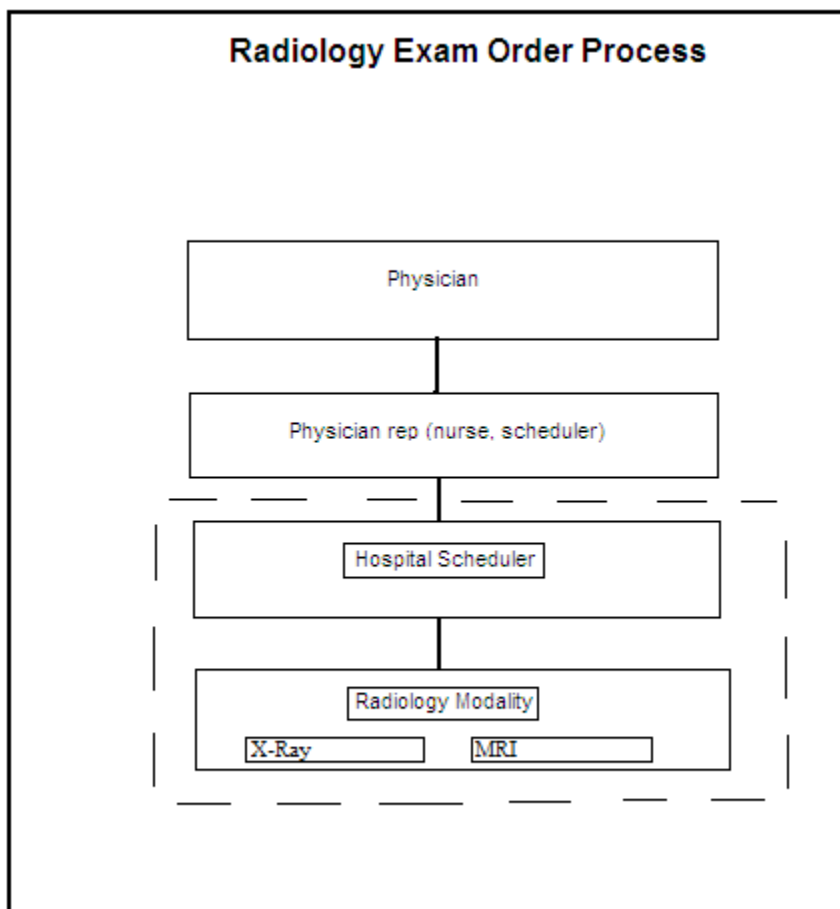 Radiology Exam Order Process
Physician
Physician rep (nurse, scheduler)
Hospital Scheduler
Radiology Modality
X-Ray
MRI